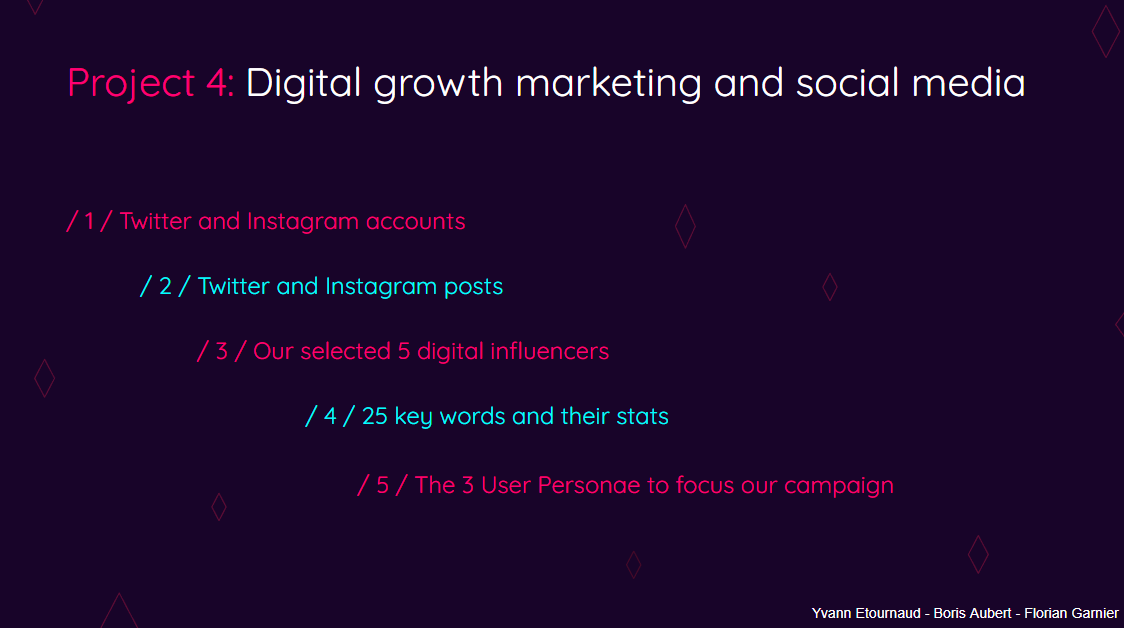 Project 4: Digital growth marketing and social media
/ 1 / Twitter and Instagram accounts
/ 2 / Twitter and Instagram posts
/ 3 / Our selected 5 digital influencers
/ 4 / 25 key words and their stats
/ 5 / The 3 User Personae to focus our campaign
Yvann Etournaud - Boris Aubert - Florian Garnier